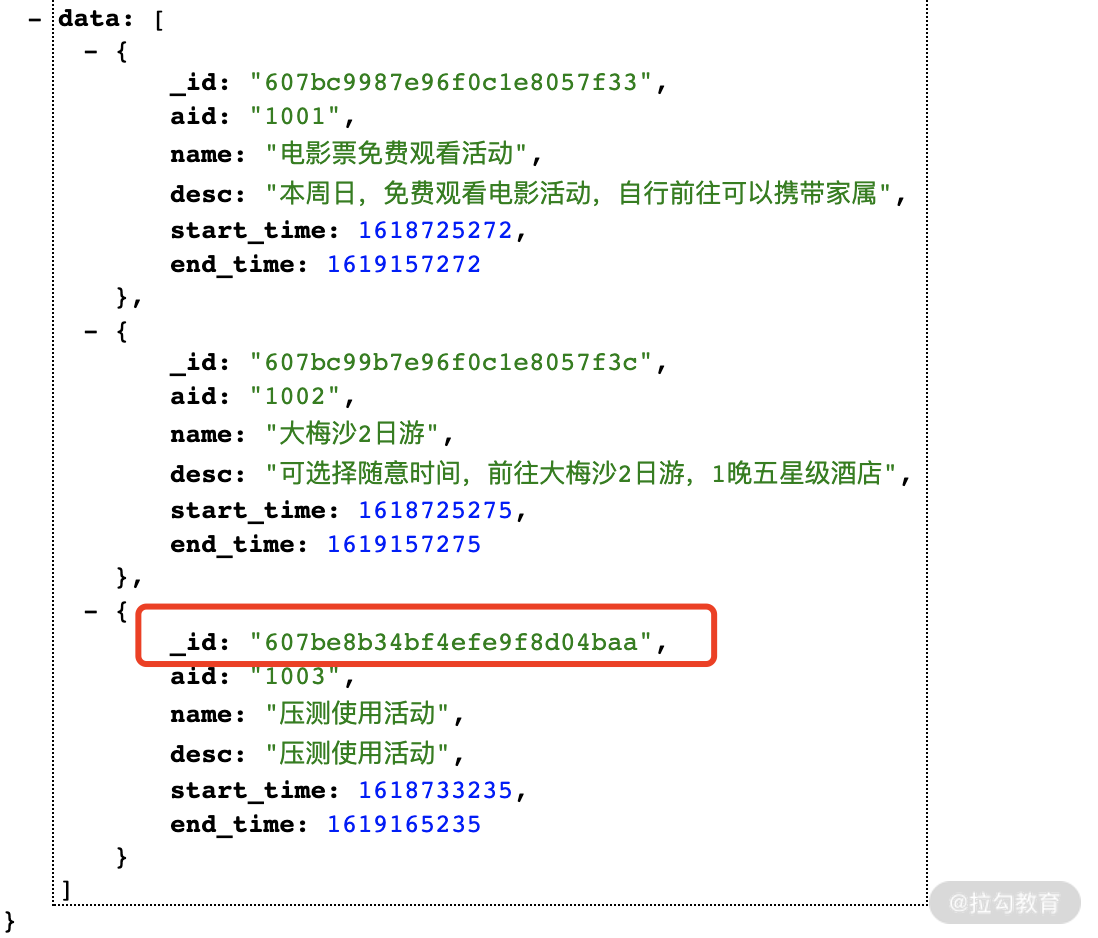 - data: [
- {
_id: "607bc9987e96f0c1e8057f33",
aid: "1001",
name: "电影票免费观看活动",
desc: "本周日，免费观看电影活动，自行前往可以携带家属",
start_time: 1618725272,
end_time: 1619157272
},
- {
_id: "607bc99b7e96f0c1e8057f3c",
aid: "1002",
name: "大梅沙2日游",
desc: "可选择随意时间，前往大梅沙2日游，1晚五星级酒店",
start_time: 1618725275,
end_time: 1619157275
},
- {
_id: "607be8b34bf4efe9f8d04baa",
aid: "1003",
name: "压测使用活动",
desc: "压测使用活动",
start_time: 1618733235,
end_time: 1619165235
}
]
}
@拉勾教育